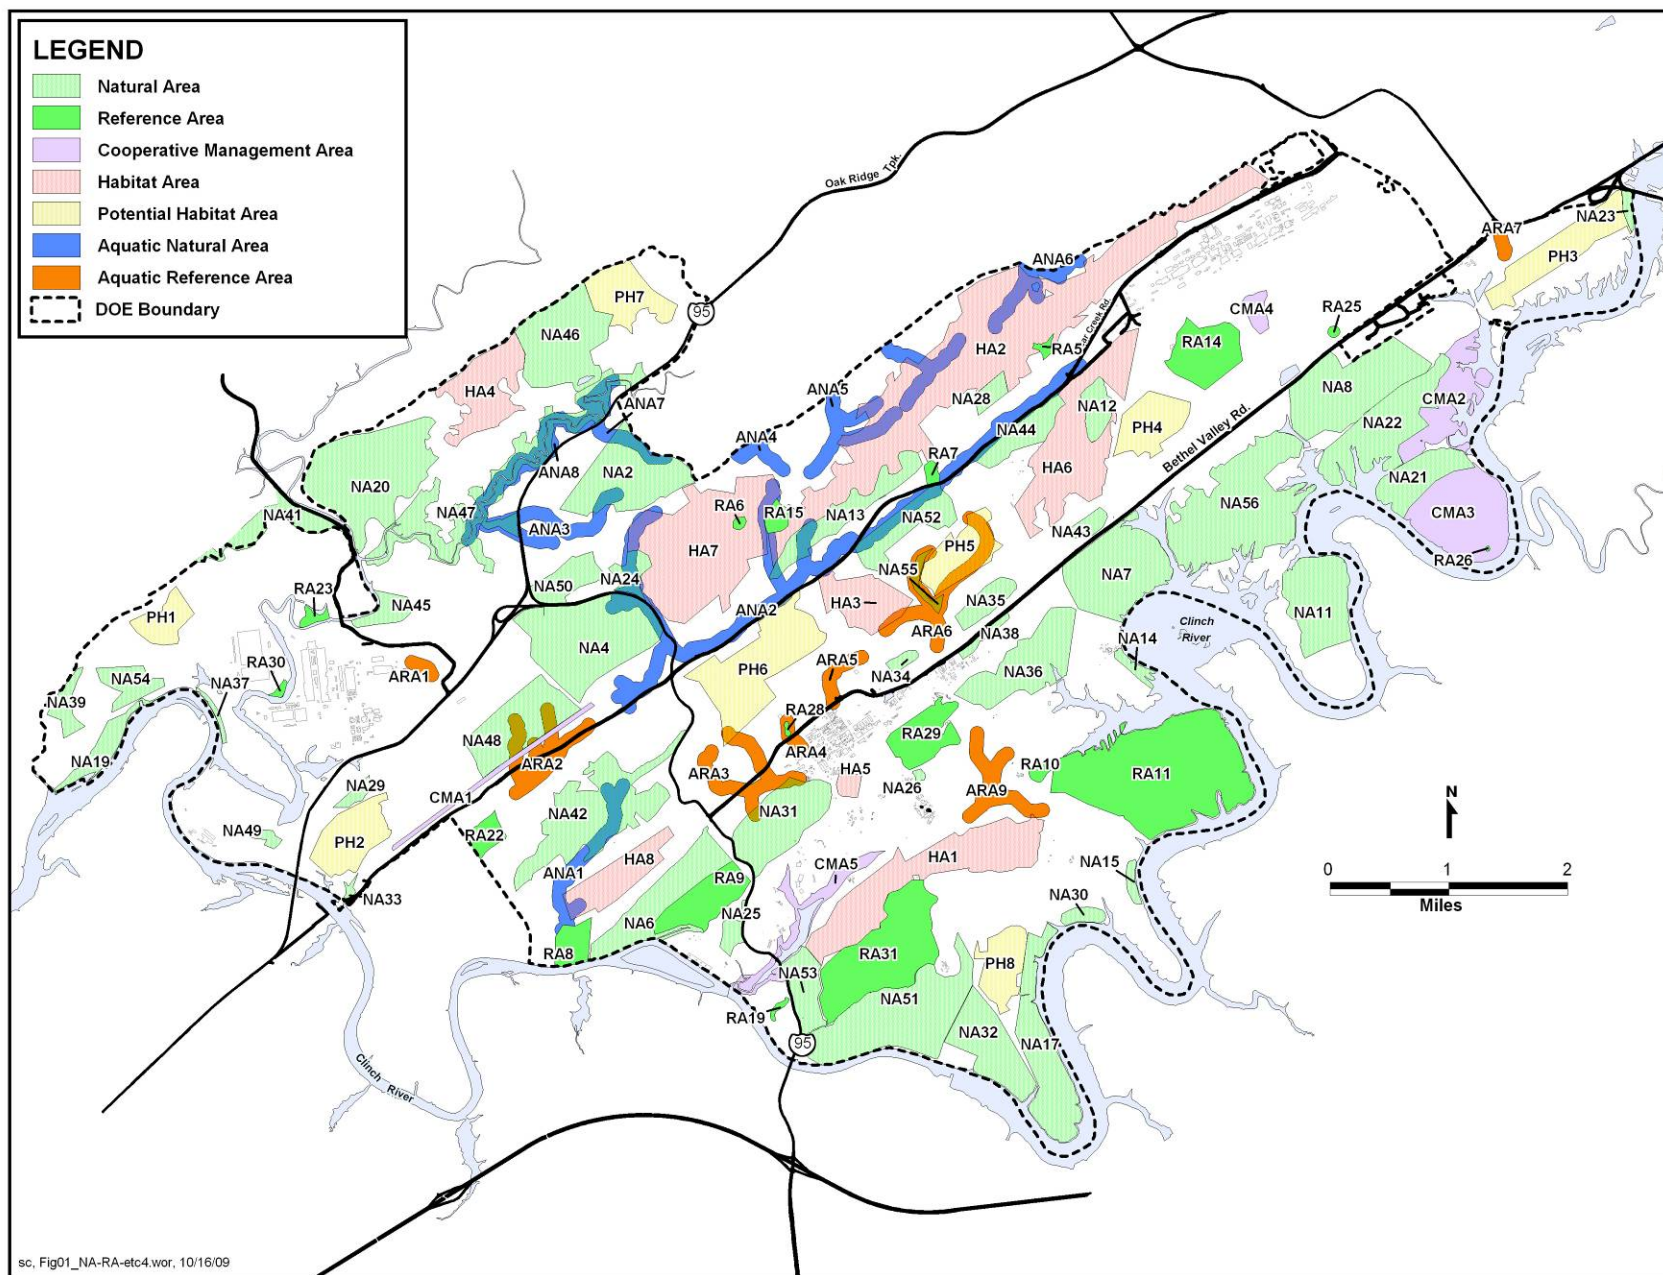 LEGEND
Natural Area
Reference Area
Cooperative Management Area
Habitat Area
Potential Habitat Area
Aquatic Natural Area
Aquatic Reference Area
DOE Boundary
Oak Ridge Tpk.
NA23
ARA7
PH3
ANA6
PH7
95
CMA4
RA25
NA46
HA2
ar Creek Rd.
RA5
RA14
HA4
ANA7
ANA5
NA28
NA12
NA8
CMA2
NA22
PH4
ANA4
NA44
Bethel Valley Rd.
ANA8
NA2
RA7
HA6
NA20
NA21
NA56
NA41
NA47
ANA3
RA6
RA15
NA13
NA52
NA43
CMA3
HA7
PH5
RA26
NA50
NA24
NA55
NA7
RA23
NA45
ANA2
HA3
NA35
NA11
PH1
ARA6
NA38
Clinch
River
NA4
NA14
RA30
PH6
ARA5
NA34
NA36
NA54
NA37
ARA1
NA39
RA28
RA29
NA48
NA19
ARA2
ARA3
ARA4
HA5
RA10
RA11
NA29
CMA1
NA26
ARA9
NA42
NA31
N
NA49
PH2
RA22
HA8
CMA5
HA1
NA15
0
1
2
Miles
ANA1
RA9
NA33
NA6
NA25
NA30
RA8
RA31
PH8
NA53
NA51
RA19
NA32
NA17
95
Clinch River
sc, Fig01_NA-RA-etc4.wor, 10/16/09